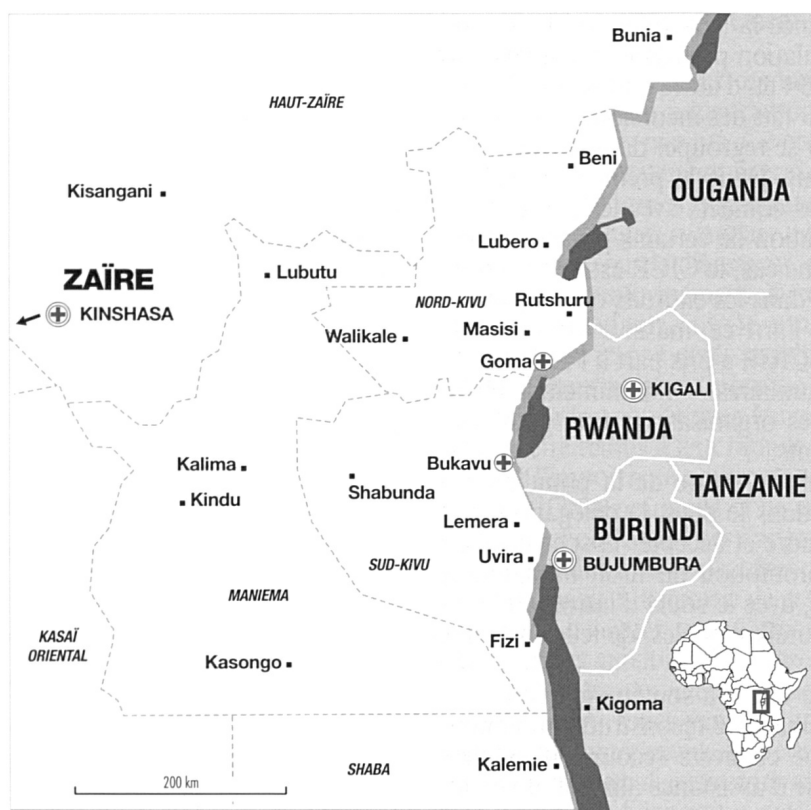 Bunia
HAUT-ZAÏRE
Beni
Kisangani
OUGANDA
Lubero
ZAÏRE
Lubutu
KINSHASA
NORD-KIVU
Rutshuru
Walikale
Masisi
Goma
KIGALI
RWANDA
Kalima
Bukavu
Shabunda
TANZANIE
Kindu
Lemera
BURUNDI
Uvira
SUD-KIVU
BUJUMBURA
MANIEMA
KASAÏ
ORIENTAL
Fizi
Kasongo
Kigoma
SHABA
Kalemie
200 km